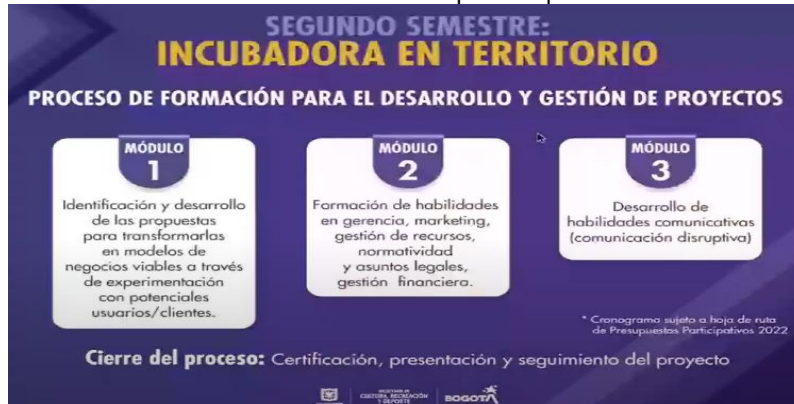 SEGUNDO SEMESTRE:
INCUBADORA EN TERRITORIO
PROCESO DE FORMACIÓN PARA EL DESARROLLO Y GESTIÓN DE PROYECTOS
MÓDULO
1
Identificación y desarrollo
de las propuestas
para transformarlas
en modelos de
negocios viables a través
de experimentación
con potenciales
usuarios/clientes.
MÓDULO
2
Formación de habilidades
en gerencia, marketing,
gestión de recursos,
normatividad
y asuntos legales,
gestión financiera.
MÓDULO
3
Desarrollo de
habilidades comunicativas
(comunicación disruptiva)
* Cronograma sujeto a hoja de ruta
de Presupuestos Participativos 2022
Cierre del proceso: Certificación, presentación y seguimiento del proyecto
SECRETARÍA DE
CULTURA, RECREACIÓN
Y DEPORTE
BOGOTÁ